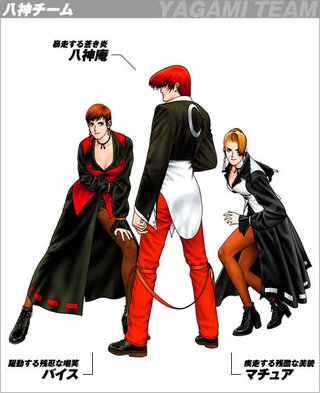 八神チーム
YAGAMI TEAM
暴走する蒼き炎
八神庵
躍動する残忍な嘲笑
バイス
疾走する残酷な美貌
マチュア